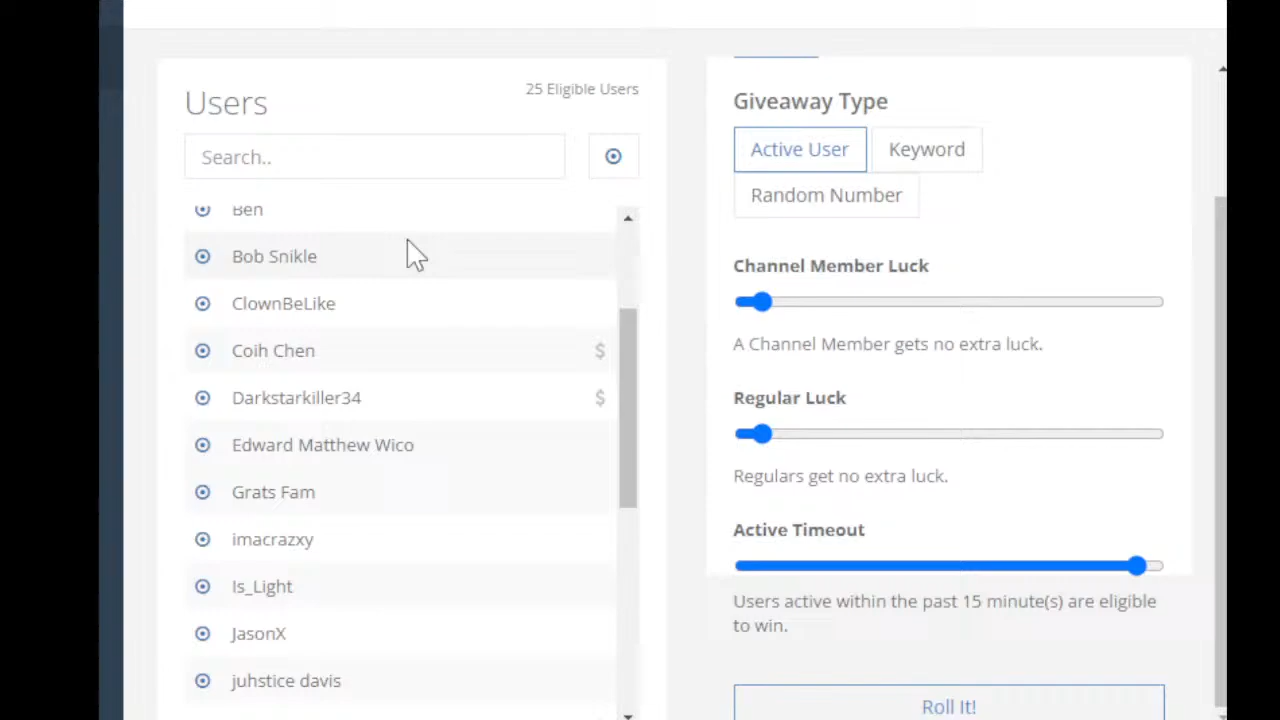 Users
25 Eligible Users
Search..
Ben
Bob Snikle
ClownBeLike
Coih Chen $
Darkstarkiller34 $
Edward Matthew Wico
Grats Fam
imacrazxy
Is_Light
JasonX
juhstice davis
Giveaway Type
Active User
Keyword
Random Number
Channel Member Luck
A Channel Member gets no extra luck.
Regular Luck
Regulars get no extra luck.
Active Timeout
Users active within the past 15 minute(s) are eligible
to win.
Roll It!